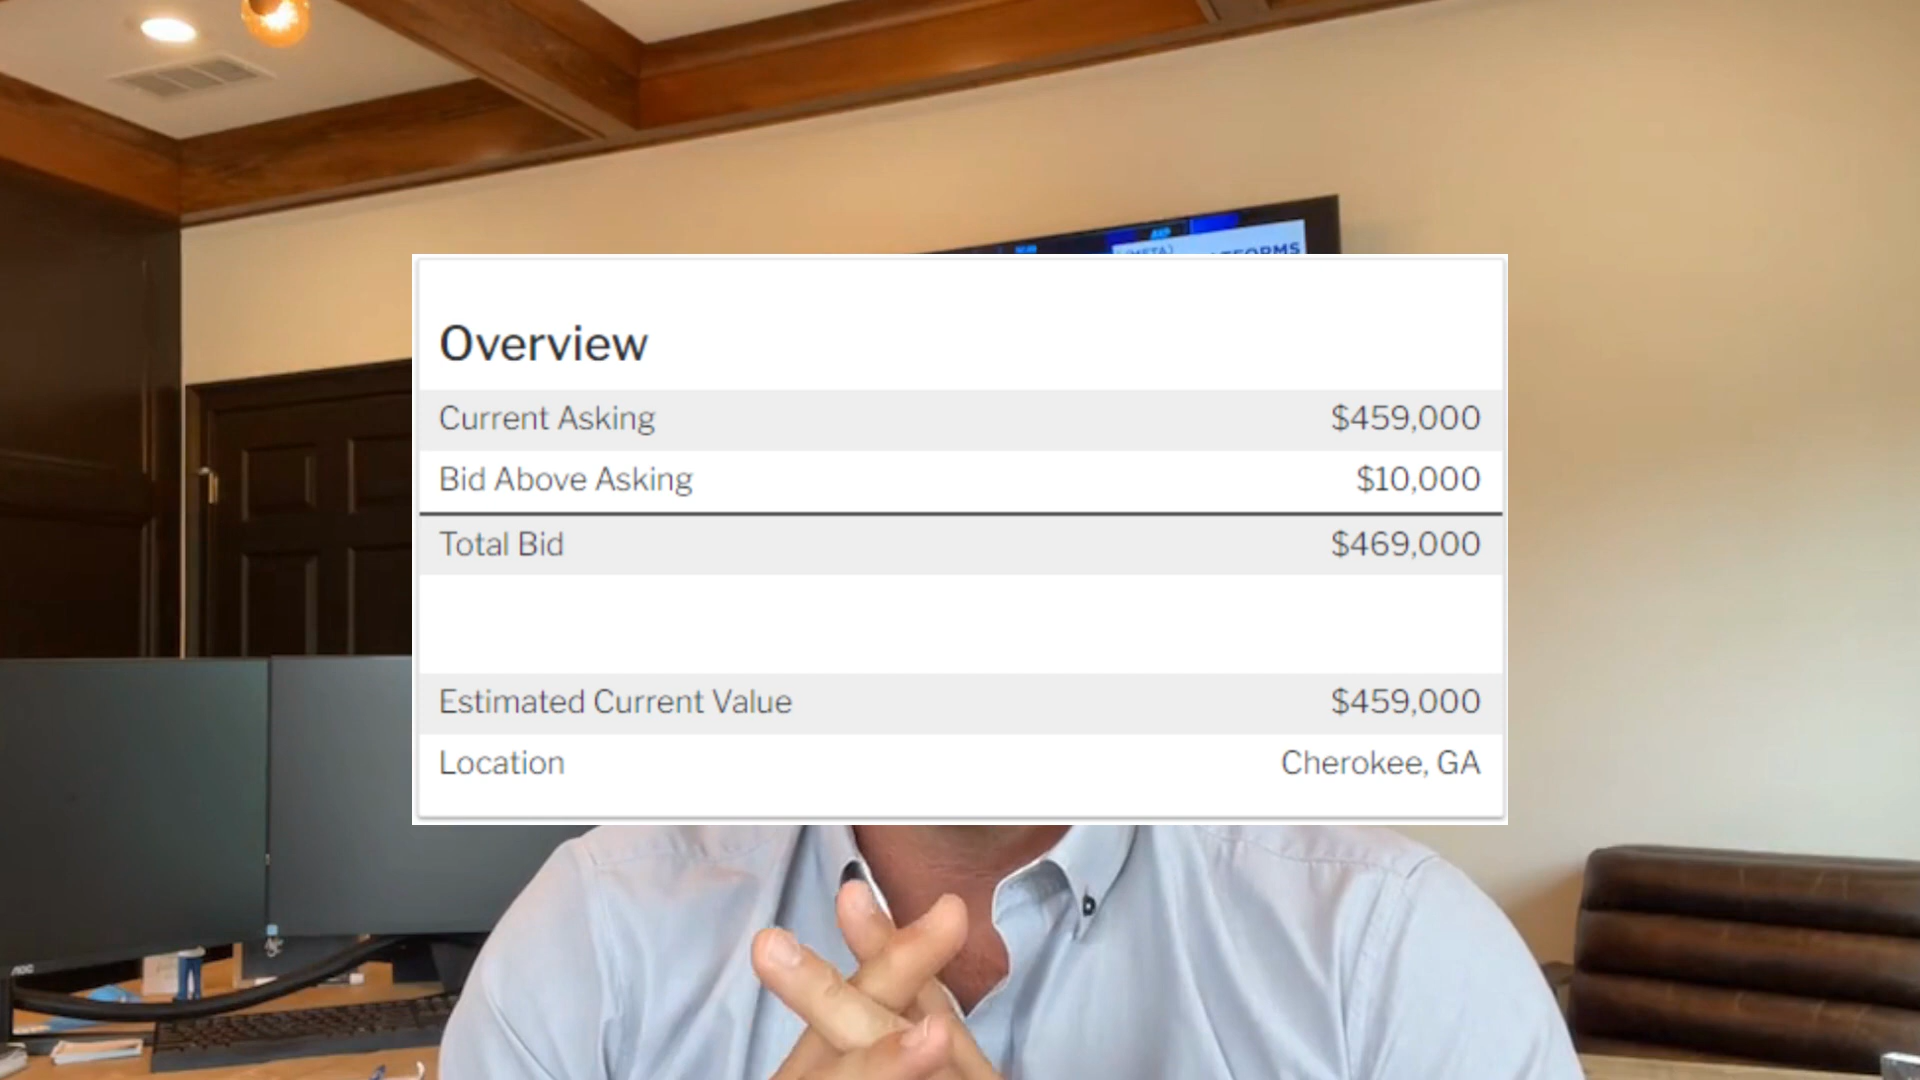 Overview
Current Asking $459,000
Bid Above Asking $10,000
Total Bid $469,000
Estimated Current Value $459,000
Location Cherokee, GA
AOC